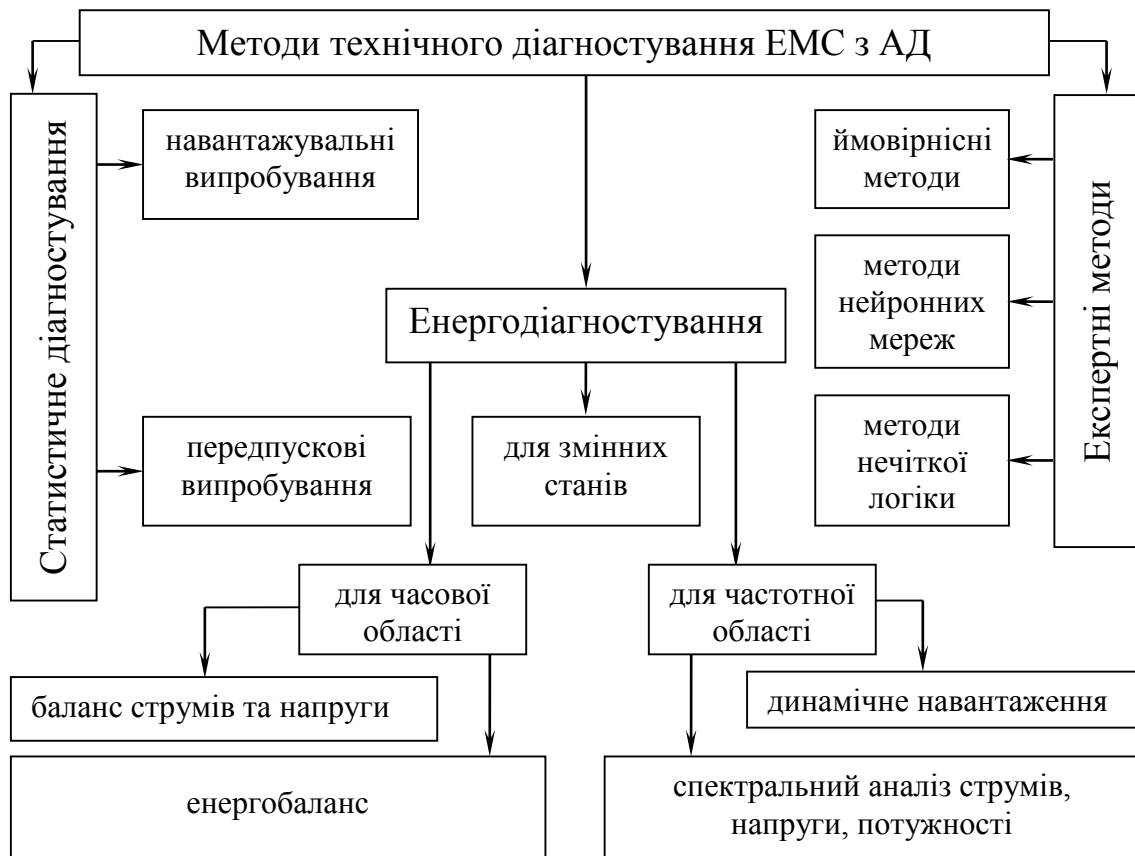 Методи технічного діагностування ЕМС з АД
Статистичне діагностування
навантажувальні
випробування
передпускові
випробування
Енергодіагностування
для змінних
станів
ймовірнісні
методи
методи
нейронних
мереж
методи
нечіткої
логіки
Експертні методи
для часової
області
для частотної
області
баланс струмів та напруги
динамічне навантаження
енергобаланс
спектральний аналіз струмів,
напруги, потужності